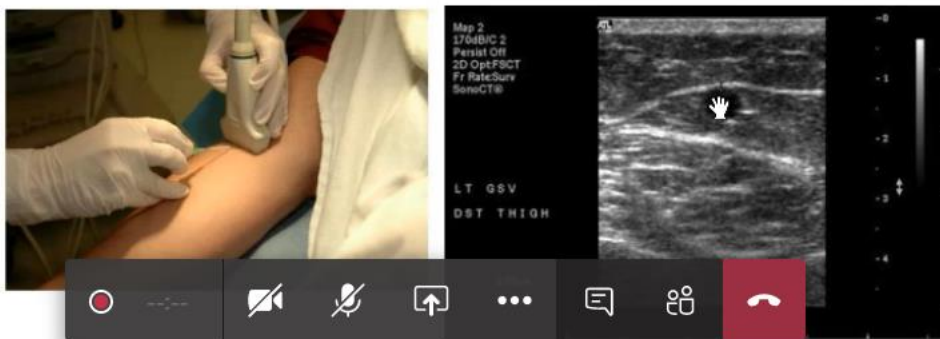 ATL
Map 2
170dB/C 2
Persist Off
2D Opt:FSCT
Fr Rate:Surv
SonoCT®
0
1
2
3
4
LT GSV
DST THIGH
--:--